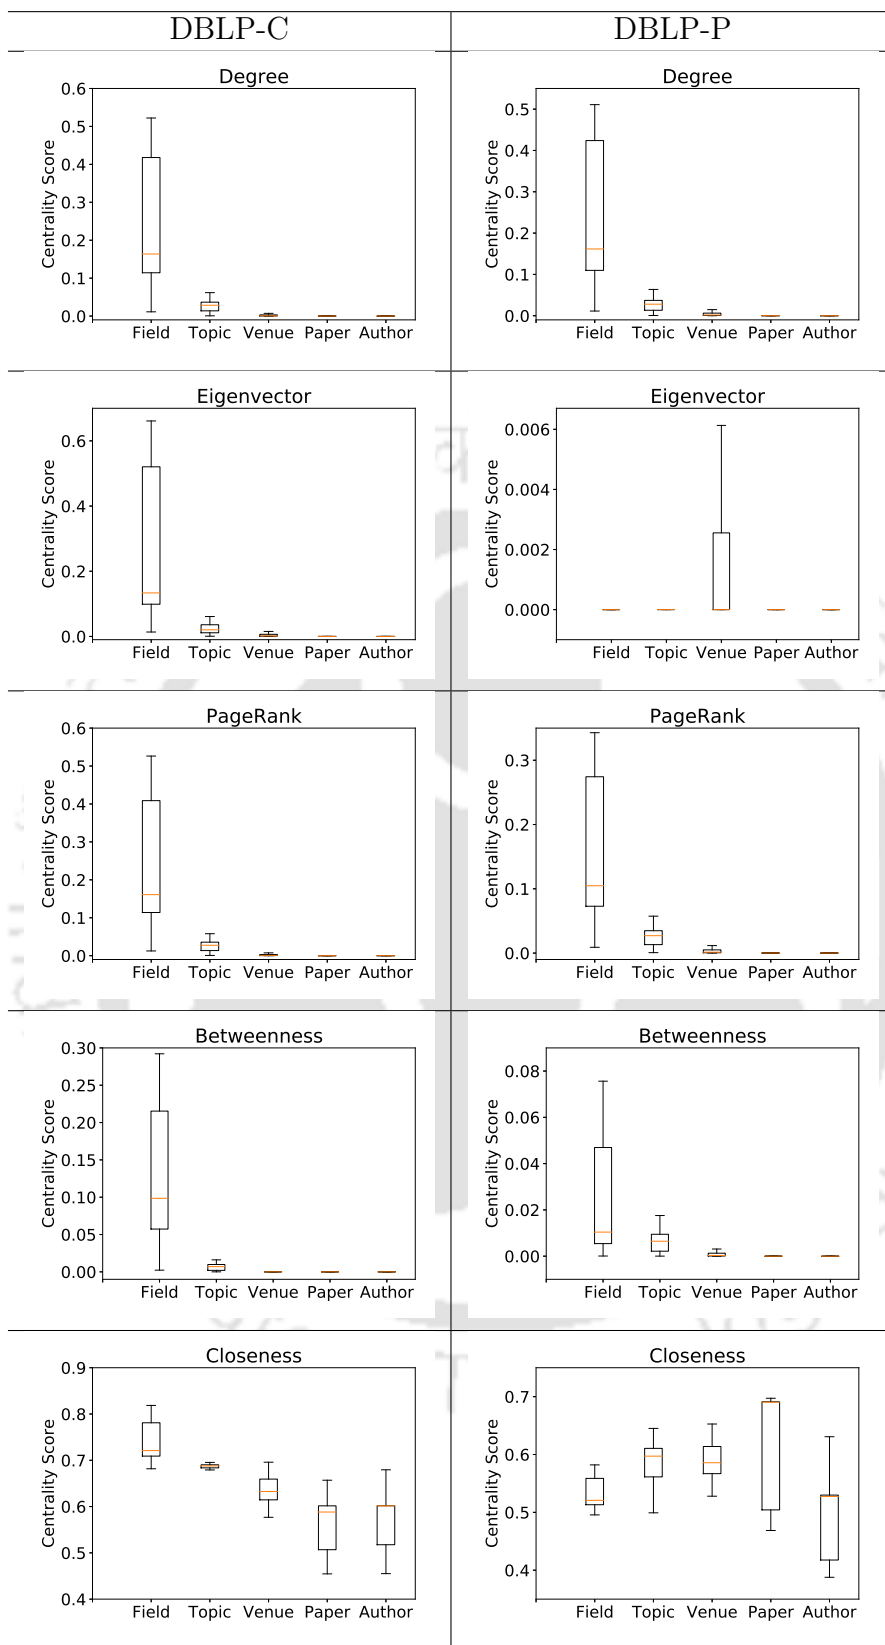 DBLP-C DBLP-P
Degree
Centrality Score
0.6
0.5
0.4
0.3
0.2
0.1
0.0
Field Topic Venue Paper Author
Degree
Centrality Score
0.5
0.4
0.3
0.2
0.1
0.0
Field Topic Venue Paper Author
Eigenvector
Centrality Score
0.6
0.4
0.2
0.0
Field Topic Venue Paper Author
Eigenvector
Centrality Score
0.006
0.004
0.002
0.000
Field Topic Venue Paper Author
PageRank
Centrality Score
0.6
0.5
0.4
0.3
0.2
0.1
0.0
Field Topic Venue Paper Author
PageRank
Centrality Score
0.3
0.2
0.1
0.0
Field Topic Venue Paper Author
Betweenness
Centrality Score
0.30
0.25
0.20
0.15
0.10
0.05
0.00
Field Topic Venue Paper Author
Betweenness
Centrality Score
0.08
0.06
0.04
0.02
0.00
Field Topic Venue Paper Author
Closeness
Centrality Score
0.9
0.8
0.7
0.6
0.5
0.4
Field Topic Venue Paper Author
Closeness
Centrality Score
0.7
0.6
0.5
0.4
Field Topic Venue Paper Author